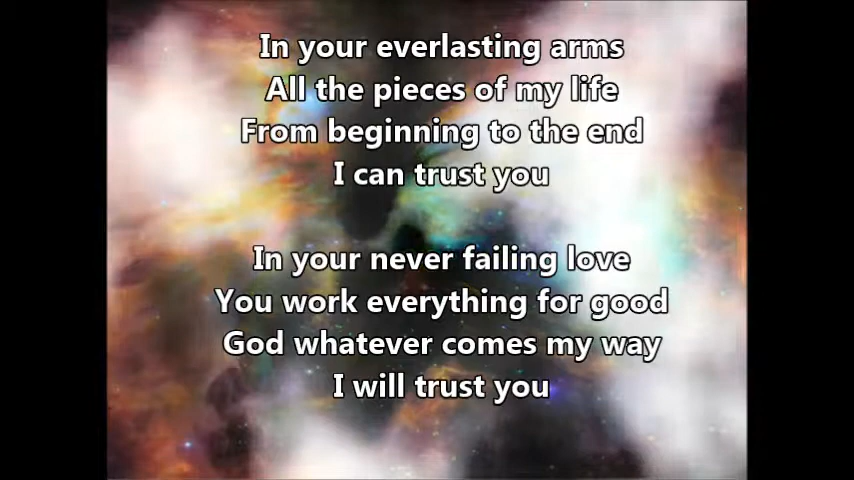 In your everlasting arms
All the pieces of my life
From beginning to the end
I can trust you
In your never failing love
You work everything for good
God whatever comes my way
I will trust you